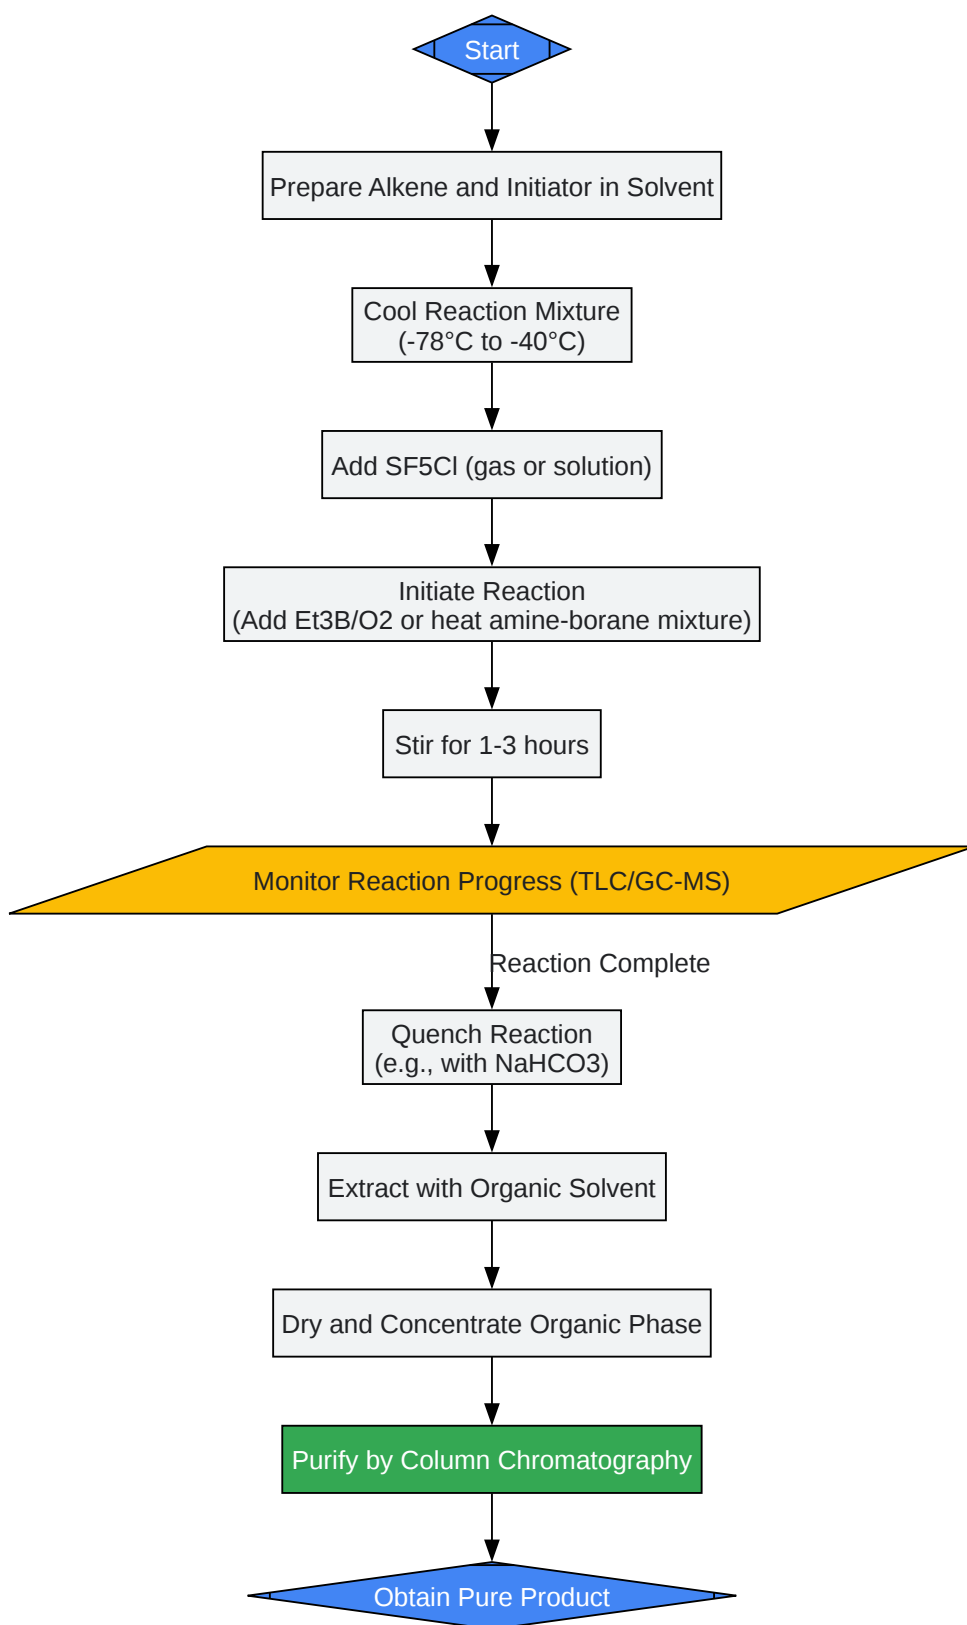 Start
Prepare Alkene and Initiator in Solvent
Cool Reaction Mixture
(-78°C to -40°C)
Add SF5Cl (gas or solution)
Initiate Reaction
(Add Et3B/O2 or heat amine-borane mixture)
Stir for 1-3 hours
Monitor Reaction Progress (TLC/GC-MS)
Reaction Complete
Quench Reaction
(e.g., with NaHCO3)
Extract with Organic Solvent
Dry and Concentrate Organic Phase
Purify by Column Chromatography
Obtain Pure Product